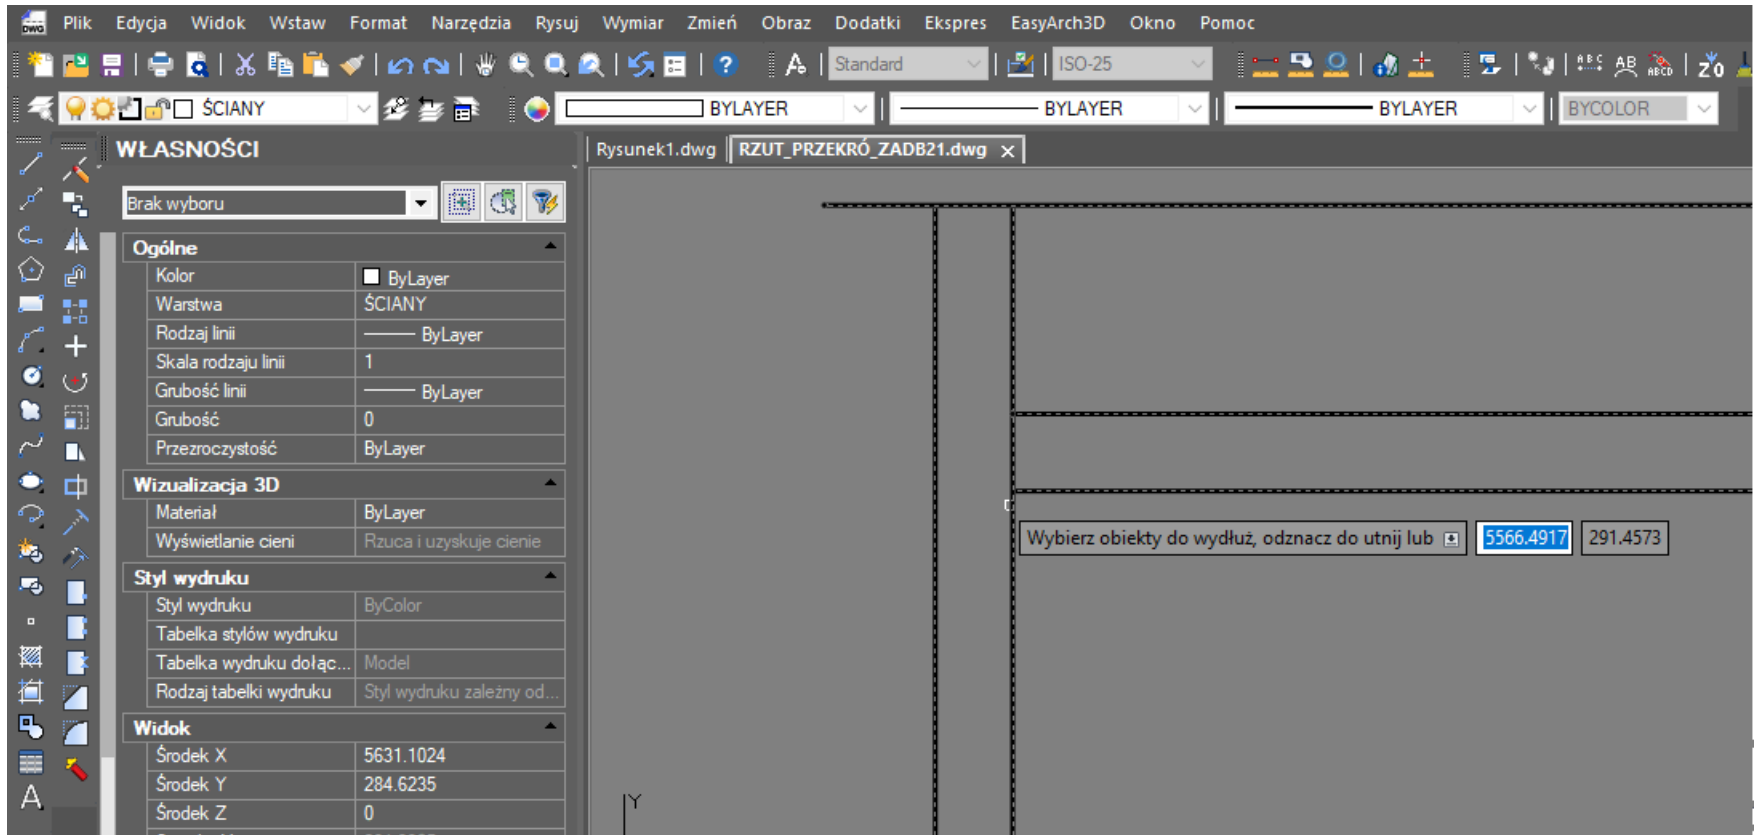 Plik Edycja Widok Wstaw Format Narzędzia Rysuj Wymiar Zmień Obraz Dodatki Ekspres EasyArch3D Okno Pomoc
Standard ISO-25
ŚCIANY BYLAYER BYLAYER BYLAYER BYCOLOR
WŁASNOŚCI
Rysunek1.dwg RZUT_PRZEKRÓ_ZADB21.dwg
Brak wyboru
Ogólne
Kolor ByLayer
Warstwa ŚCIANY
Rodzaj linii ByLayer
Skala rodzaju linii 1
Grubość linii ByLayer
Grubość 0
Przezroczystość ByLayer
Wizualizacja 3D
Materiał ByLayer
Wyświetlanie cieni Rzuca i uzyskuje cienie
Wybierz obiekty do wydłuż, odznacz do utnij lub 5566.4917 291.4573
Styl wydruku
Styl wydruku ByColor
Tabelka stylów wydruku
Tabelka wydruku dołąc... Model
Rodzaj tabelki wydruku Styl wydruku zależny od...
Widok
Środek X 5631.1024
Środek Y 284.6235
Środek Z 0
Y